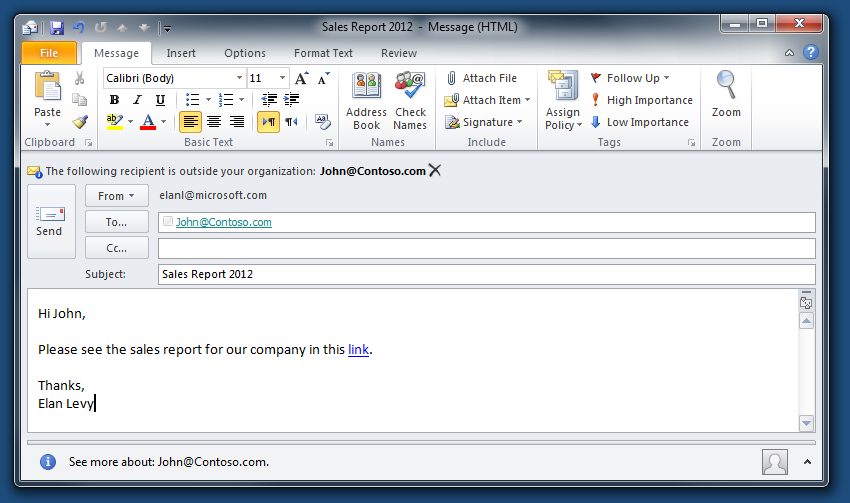 Sales Report 2012 - Message (HTML)
File Message Insert Options Format Text Review
Paste
Clipboard
Calibri (Body) 11 A A
B I U
ab A
Basic Text
Address Book
Check Names
Names
Attach File
Attach Item
Signature
Include
Assign Policy
Follow Up
High Importance
Low Importance
Tags
Zoom
Zoom
The following recipient is outside your organization: John@Contoso.com
Send
From elanl@microsoft.com
To... John@Contoso.com
Cc...
Subject: Sales Report 2012
Hi John,
Please see the sales report for our company in this link.
Thanks,
Elan Levy
See more about: John@Contoso.com.